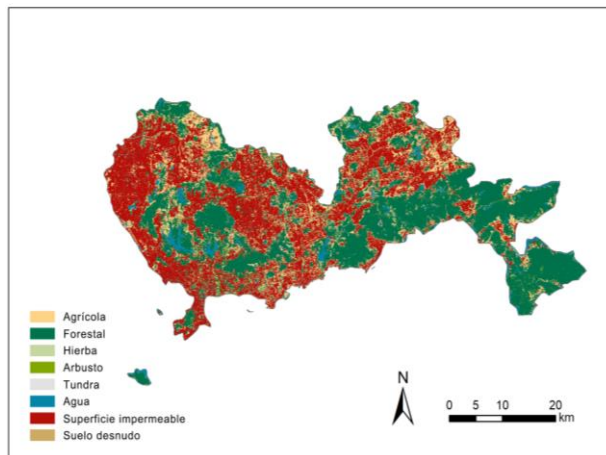 Agrícola
Forestal
Hierba
Arbusto
Tundra
Agua
Superficie impermeable
Suelo desnudo
N
0 5 10 20
km